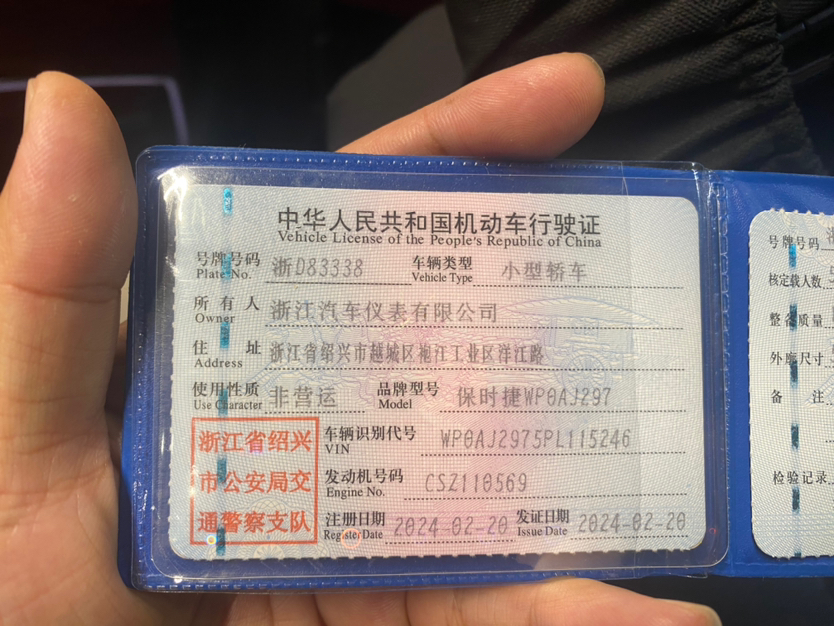 中华人民共和国机动车行驶证
Vehicle License of the People's Republic of China
号牌号码 浙D83338 车辆类型 小型轿车
Plate No. Vehicle Type
所有人 浙江汽车仪表有限公司
Owner
住址 浙江省绍兴市越城区袍江工业区洋江路
Address
使用性质 非营运 品牌型号 保时捷WP0AJ297
Use Character Model
浙江省绍兴
市公安局交
通警察支队
车辆识别代号 WP0AJ2975PL115246
VIN
发动机号码 CSZ110569
Engine No.
注册日期 2024-02-20 发证日期 2024-02-20
Register Date Issue Date
号牌号码
核定载人数
整备质量
外廓尺寸
备注
检验记录